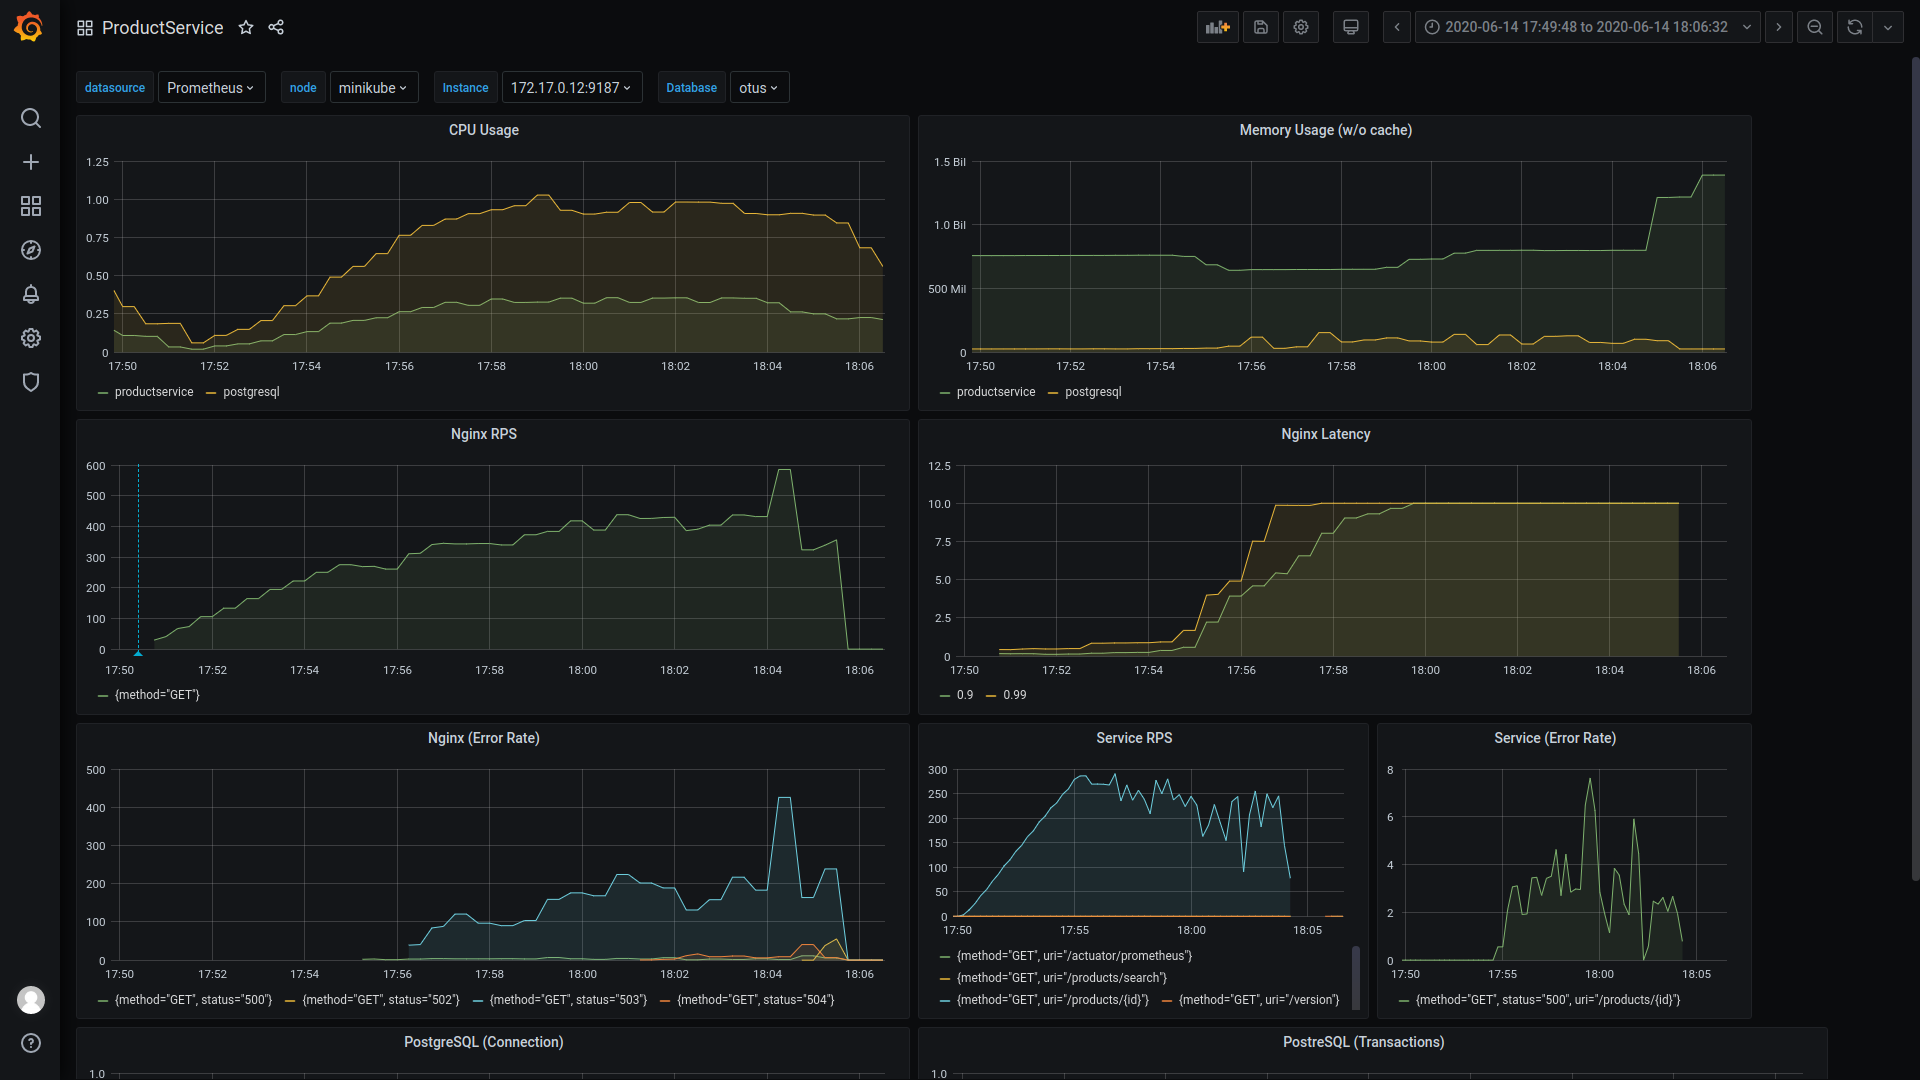 ProductService
2020-06-14 17:49:48 to 2020-06-14 18:06:32
datasource Prometheus node minikube Instance 172.17.0.12:9187 Database otus
CPU Usage
1.25
1.00
0.75
0.50
0.25
0
17:50 17:52 17:54 17:56 17:58 18:00 18:02 18:04 18:06
productservice postgresql
Memory Usage (w/o cache)
1.5 Bil
1.0 Bil
500 Mil
0
17:50 17:52 17:54 17:56 17:58 18:00 18:02 18:04 18:06
productservice postgresql
Nginx RPS
600
500
400
300
200
100
0
17:50 17:52 17:54 17:56 17:58 18:00 18:02 18:04 18:06
{method="GET"}
Nginx Latency
12.5
10.0
7.5
5.0
2.5
0
17:50 17:52 17:54 17:56 17:58 18:00 18:02 18:04 18:06
0.9 0.99
Nginx (Error Rate)
500
400
300
200
100
0
17:50 17:52 17:54 17:56 17:58 18:00 18:02 18:04 18:06
{method="GET", status="500"} {method="GET", status="502"} {method="GET", status="503"} {method="GET", status="504"}
Service RPS
300
250
200
150
100
50
0
17:50 17:55 18:00 18:05
{method="GET", uri="/actuator/prometheus"}
{method="GET", uri="/products/search"}
{method="GET", uri="/products/{id}"} {method="GET", uri="/version"}
Service (Error Rate)
8
6
4
2
0
17:50 17:55 18:00 18:05
{method="GET", status="500", uri="/products/{id}"}
PostgreSQL (Connection)
1.0
PostreSQL (Transactions)
1.0